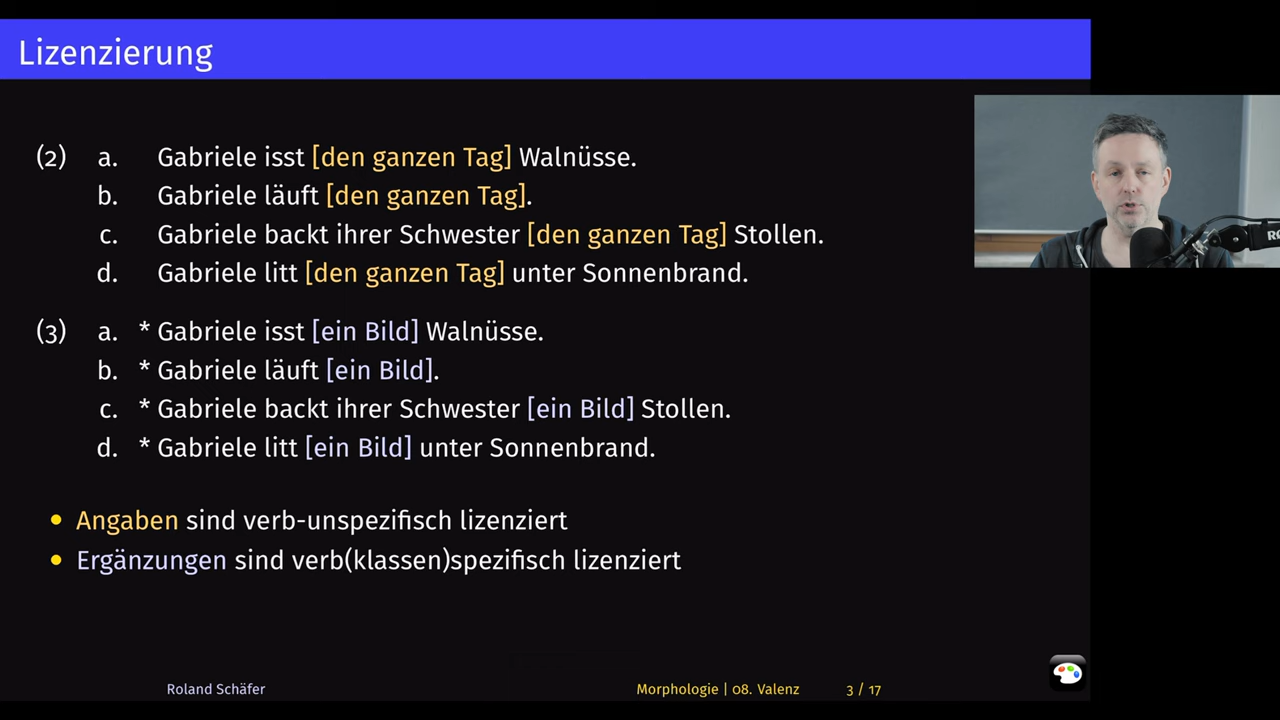 Lizenzierung
(2) a. Gabriele isst [den ganzen Tag] Walnüsse.
b. Gabriele läuft [den ganzen Tag].
c. Gabriele backt ihrer Schwester [den ganzen Tag] Stollen.
d. Gabriele litt [den ganzen Tag] unter Sonnenbrand.
(3) a. * Gabriele isst [ein Bild] Walnüsse.
b. * Gabriele läuft [ein Bild].
c. * Gabriele backt ihrer Schwester [ein Bild] Stollen.
d. * Gabriele litt [ein Bild] unter Sonnenbrand.
• Angaben sind verb-unspezifisch lizenziert
• Ergänzungen sind verb(klassen)spezifisch lizenziert
Roland Schäfer Morphologie | 08. Valenz 3 / 17